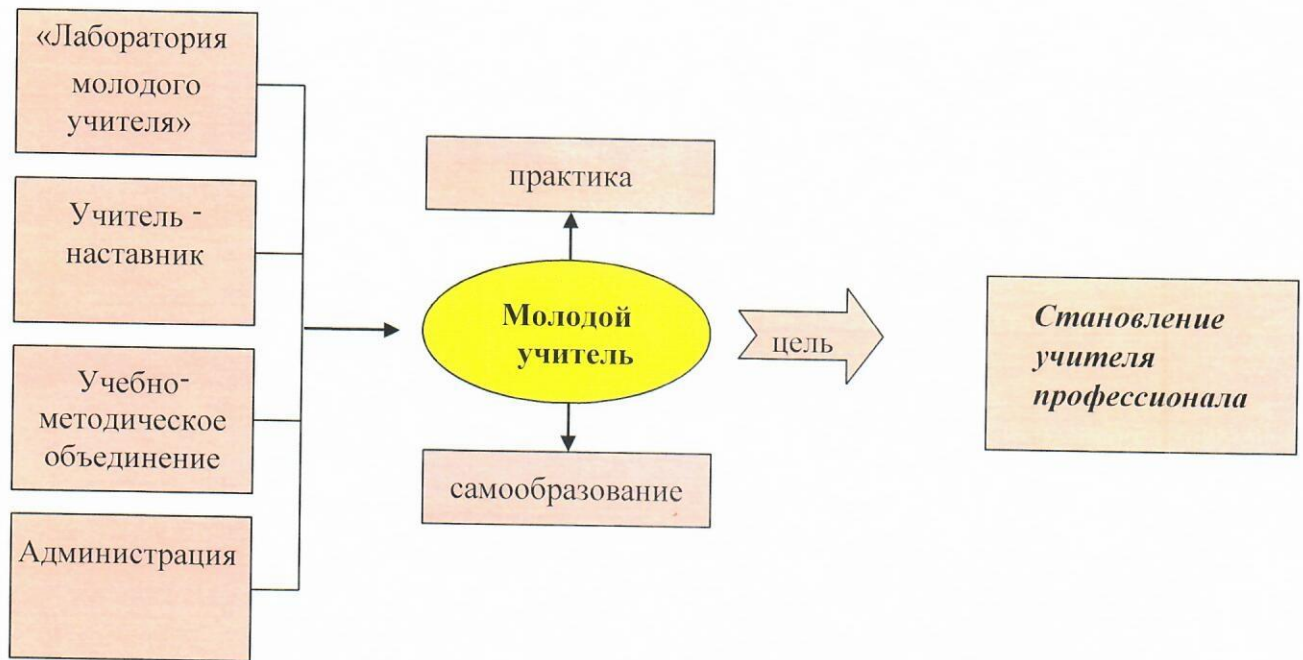 «Лаборатория
молодого
учителя»
Учитель -
наставник
Учебно-
методическое
объединение
Администрация
практика
Молодой
учитель
самообразование
цель
Становление
учителя
профессионала